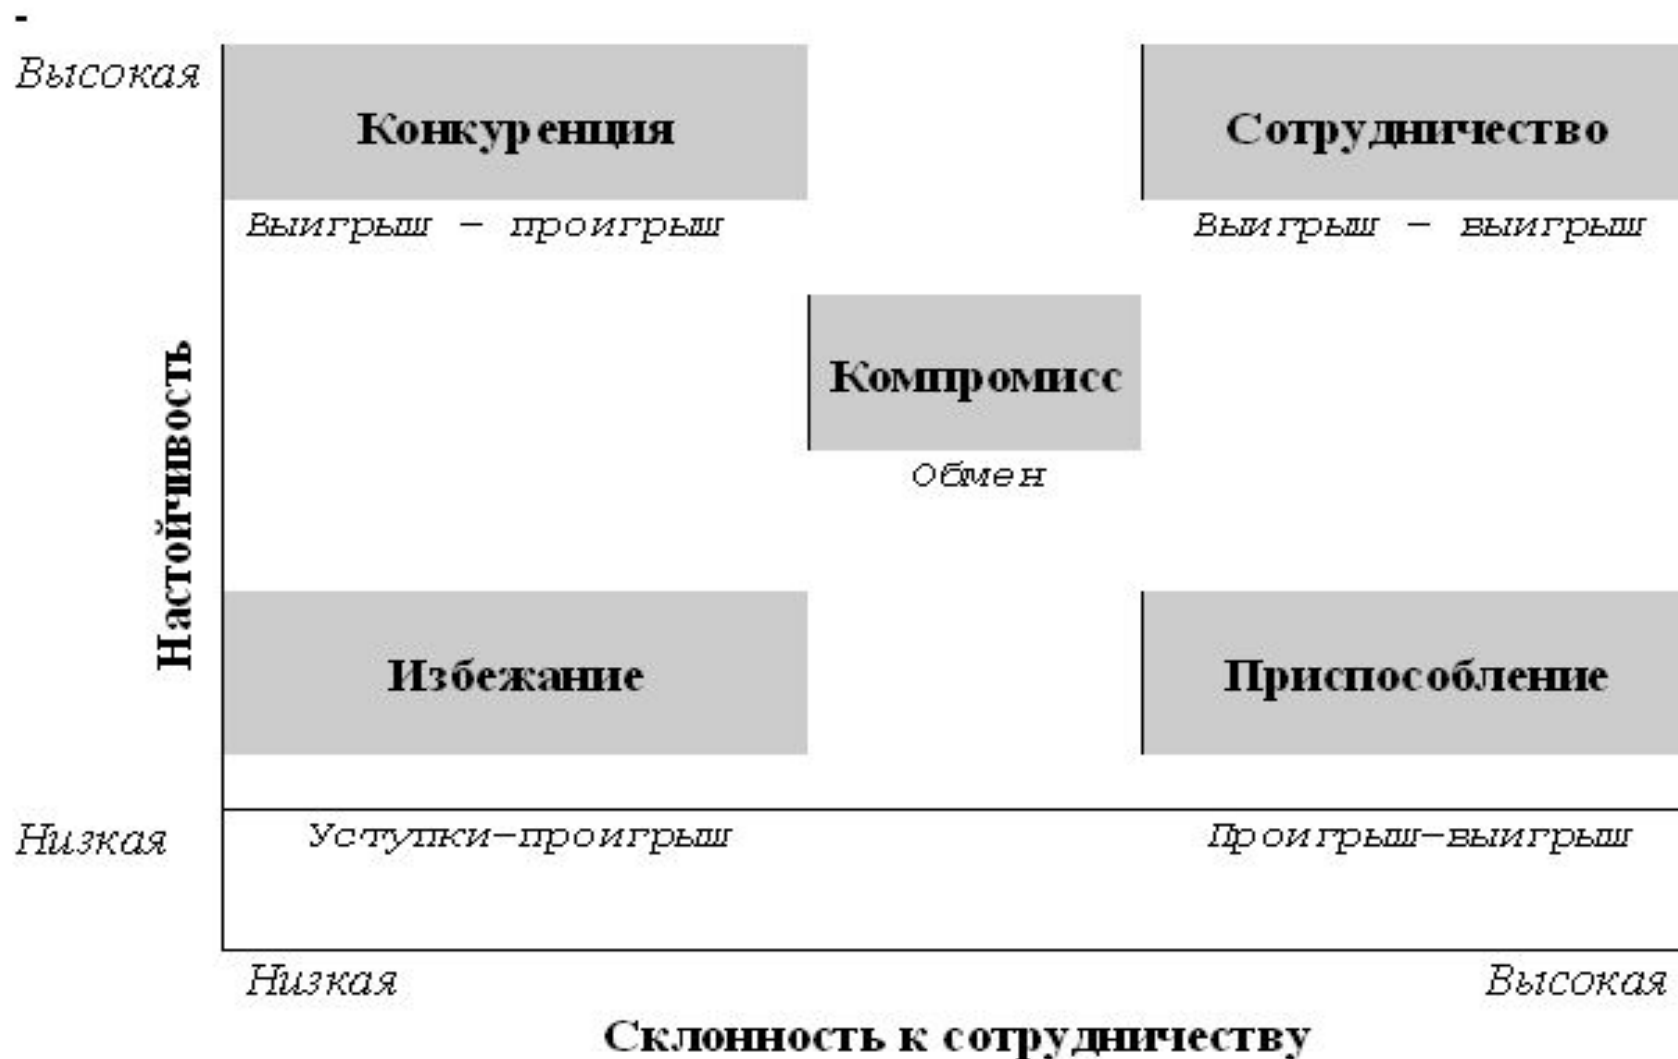 -
Высокая
Конкуренция
Сотрудничество
Выигрыш - проигрыш
Выигрыш - выигрыш
Компромисс
Обмен
Настойчивость
Избежание
Приспособление
Низкая
Уступки-проигрыш
Проигрыш-выигрыш
Низкая
Высокая
Склонность к сотрудничеству